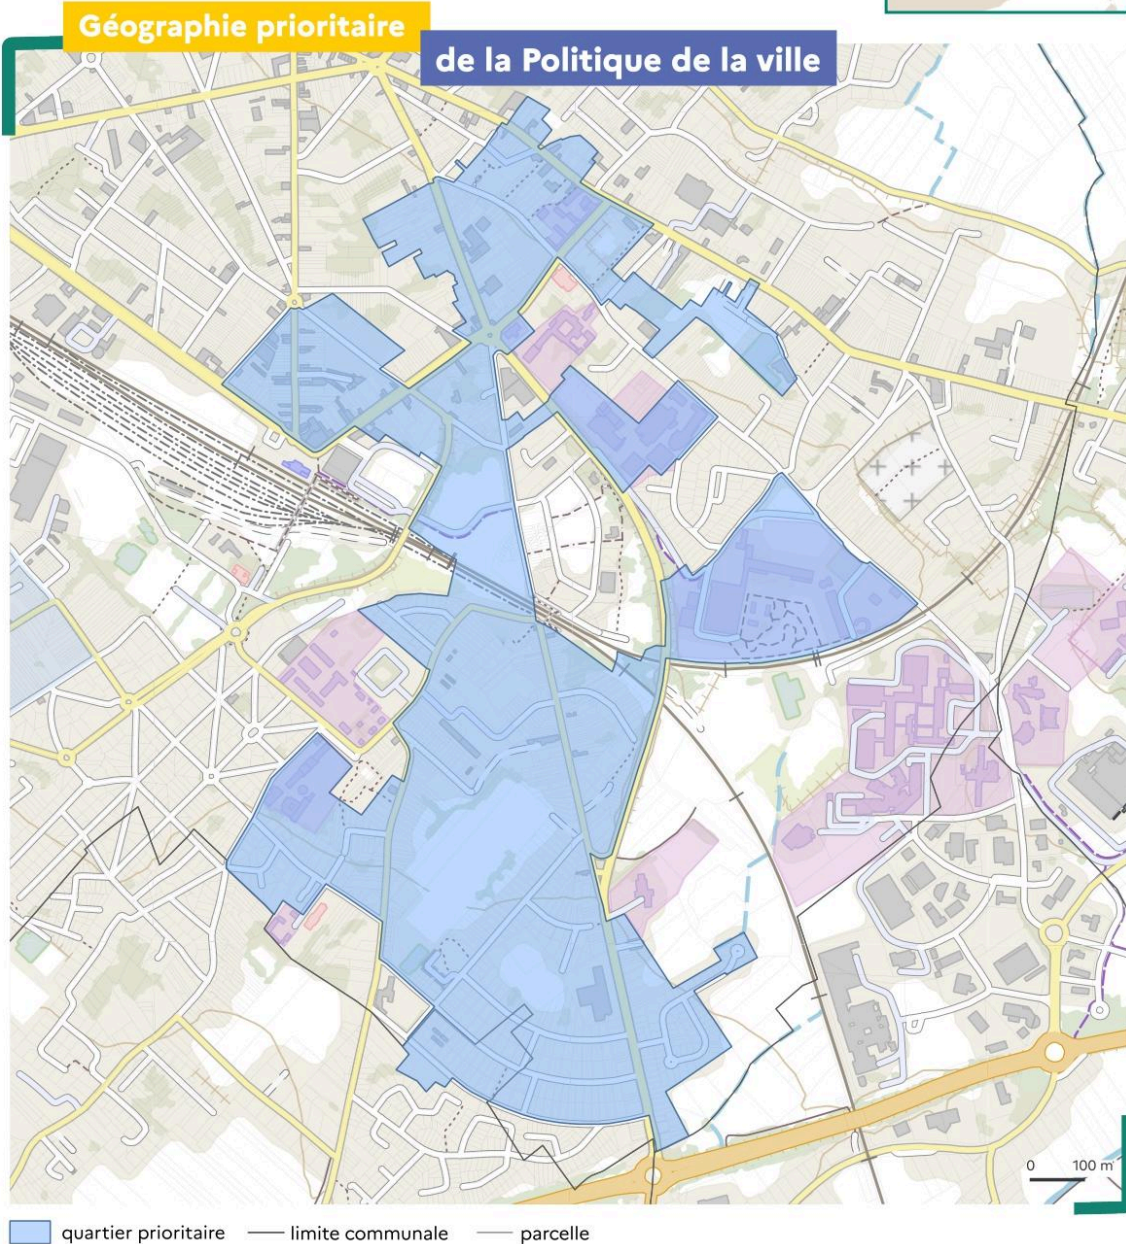 Géographie prioritaire
de la Politique de la ville
0 100 m
quartier prioritaire limite communale parcelle